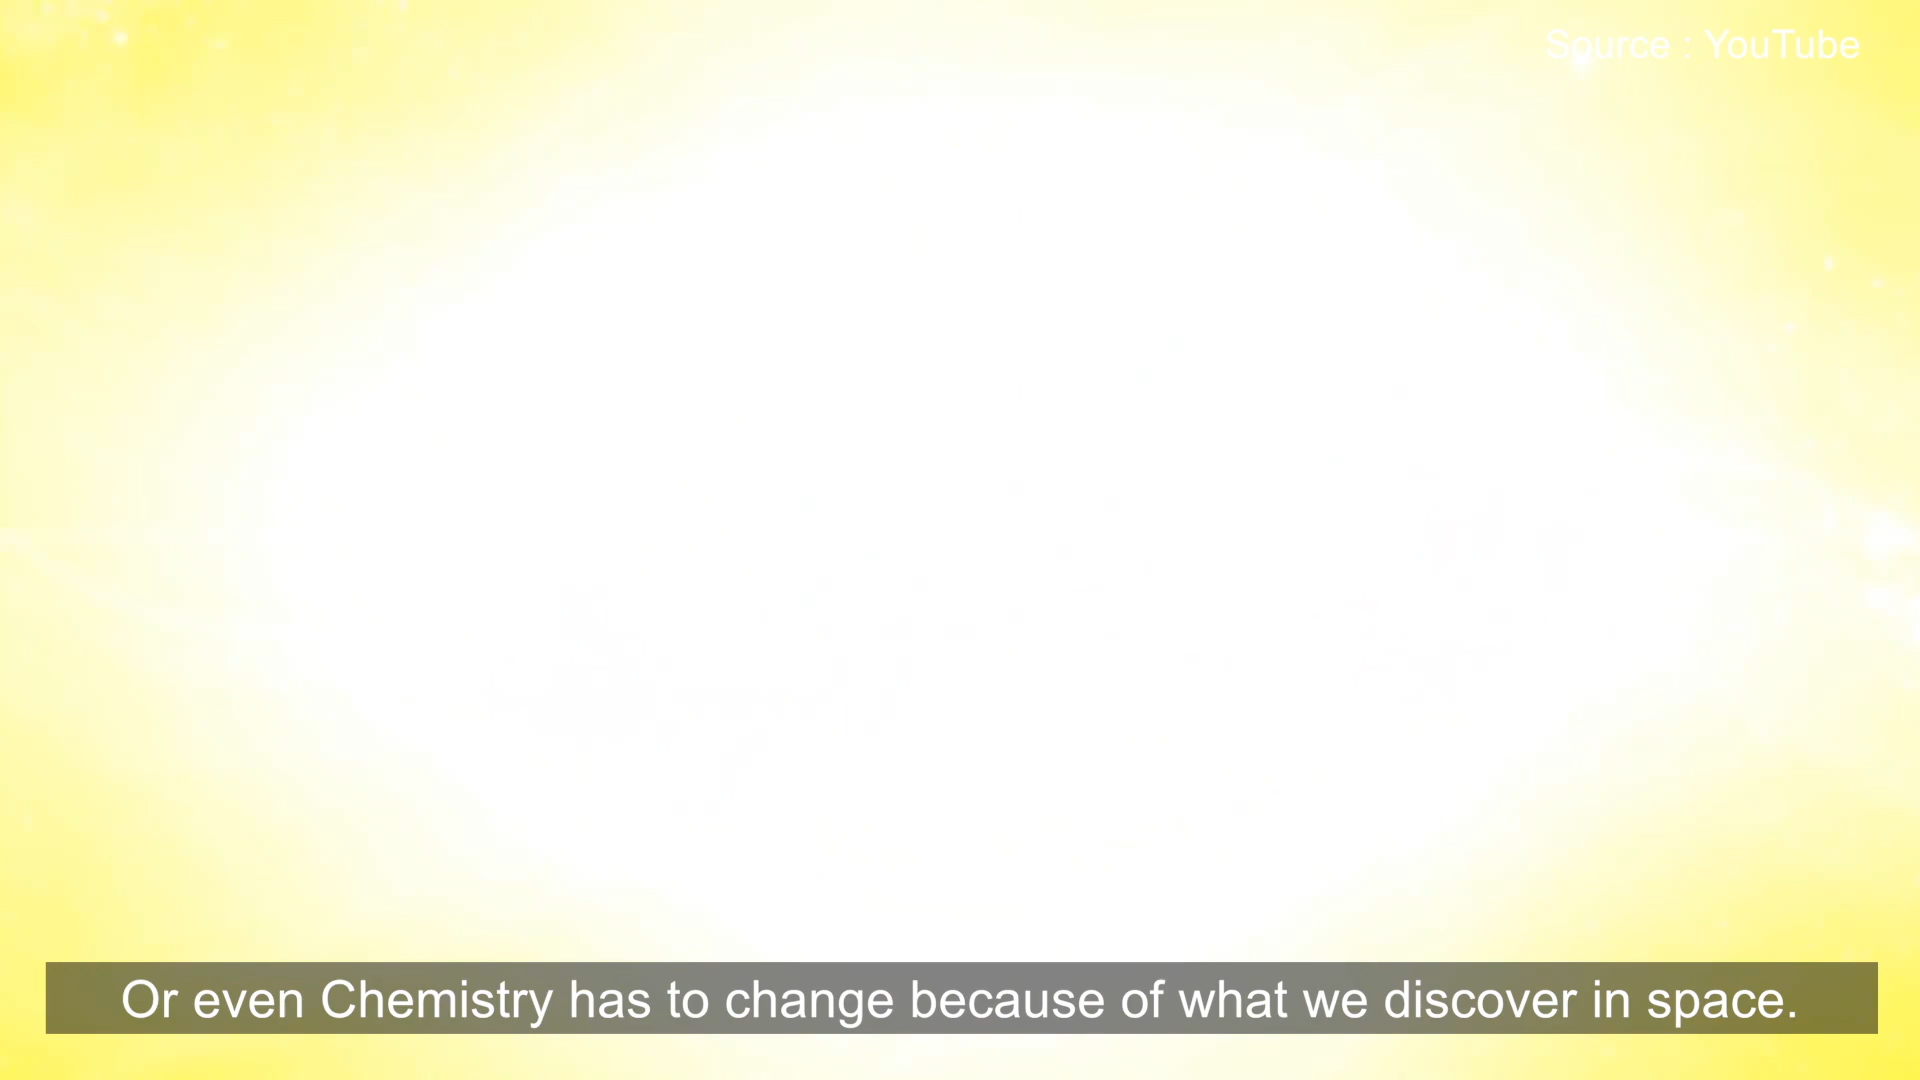 Source : YouTube
Or even Chemistry has to change because of what we discover in space.